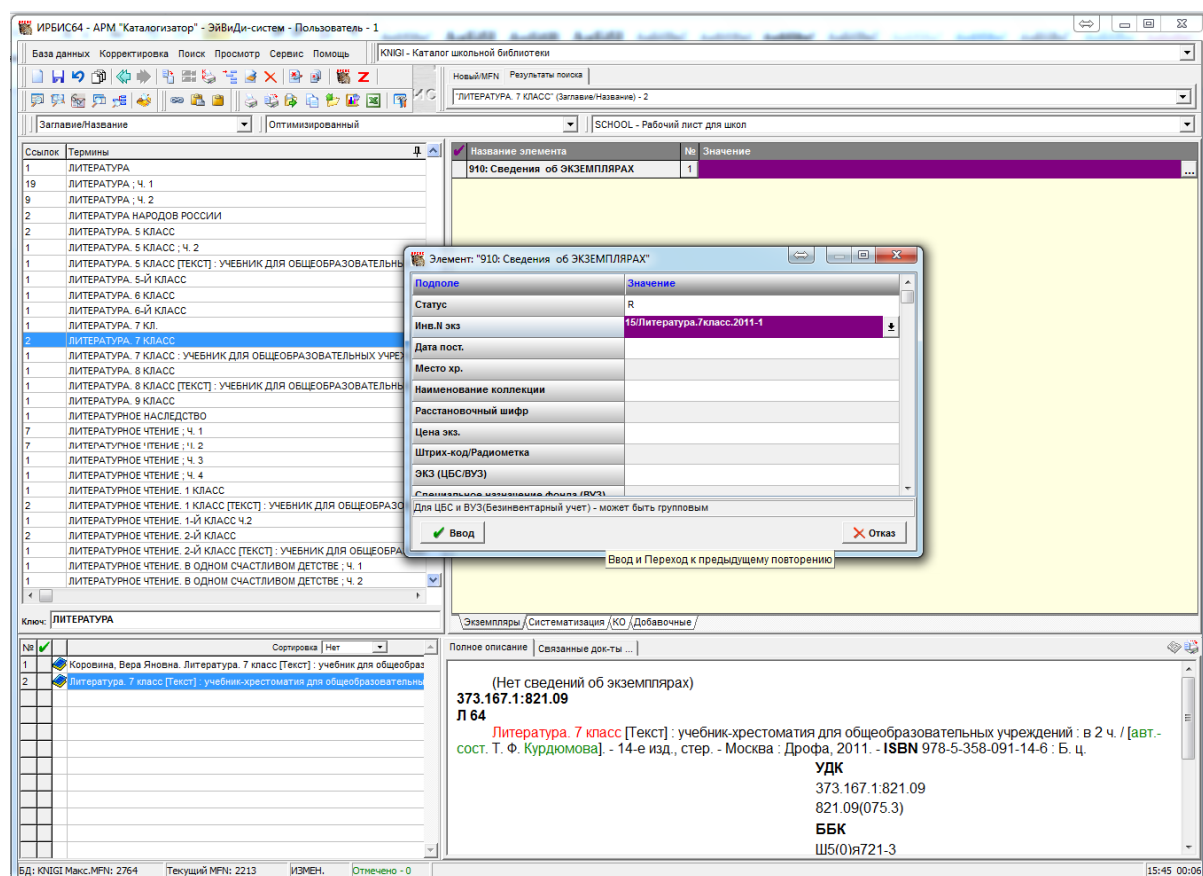 ИРБИС64 - АРМ "Каталогизатор" - ЭйВиДи-систем - Пользователь - 1
База данных Корректировка Поиск Просмотр Сервис Помощь
KNIGI - Каталог школьной библиотеки
Новый/MFN Результаты поиска
"ЛИТЕРАТУРА. 7 КЛАСС" (Заглавие/Название) - 2
Заглавие/Название Оптимизированный SCHOOL - Рабочий лист для школ
Ссылок Термины
1 ЛИТЕРАТУРА
19 ЛИТЕРАТУРА ; Ч. 1
9 ЛИТЕРАТУРА ; Ч. 2
2 ЛИТЕРАТУРА НАРОДОВ РОССИИ
2 ЛИТЕРАТУРА. 5 КЛАСС
1 ЛИТЕРАТУРА. 5 КЛАСС ; Ч. 2
1 ЛИТЕРАТУРА. 5 КЛАСС [ТЕКСТ] : УЧЕБНИК ДЛЯ ОБЩЕОБРАЗОВАТЕЛЬН
1 ЛИТЕРАТУРА. 5-Й КЛАСС
1 ЛИТЕРАТУРА. 6 КЛАСС
1 ЛИТЕРАТУРА. 6-Й КЛАСС
1 ЛИТЕРАТУРА. 7 КЛ.
2 ЛИТЕРАТУРА. 7 КЛАСС
1 ЛИТЕРАТУРА. 7 КЛАСС : УЧЕБНИК ДЛЯ ОБЩЕОБРАЗОВАТЕЛЬНЫХ УЧРЕЖ
1 ЛИТЕРАТУРА. 8 КЛАСС
1 ЛИТЕРАТУРА. 8 КЛАСС [ТЕКСТ] : УЧЕБНИК ДЛЯ ОБЩЕОБРАЗОВАТЕЛЬН
1 ЛИТЕРАТУРА. 9 КЛАСС
1 ЛИТЕРАТУРНОЕ НАСЛЕДСТВО
7 ЛИТЕРАТУРНОЕ ЧТЕНИЕ ; Ч. 1
7 ЛИТЕРАТУРНОЕ ЧТЕНИЕ ; Ч. 2
1 ЛИТЕРАТУРНОЕ ЧТЕНИЕ ; Ч. 3
1 ЛИТЕРАТУРНОЕ ЧТЕНИЕ ; Ч. 4
1 ЛИТЕРАТУРНОЕ ЧТЕНИЕ. 1 КЛАСС
2 ЛИТЕРАТУРНОЕ ЧТЕНИЕ. 1 КЛАСС [ТЕКСТ] : УЧЕБНИК ДЛЯ ОБЩЕОБРАЗО
1 ЛИТЕРАТУРНОЕ ЧТЕНИЕ. 1-Й КЛАСС Ч.2
2 ЛИТЕРАТУРНОЕ ЧТЕНИЕ. 2-Й КЛАСС
1 ЛИТЕРАТУРНОЕ ЧТЕНИЕ. 2-Й КЛАСС [ТЕКСТ] : УЧЕБНИК ДЛЯ ОБЩЕОБРА
1 ЛИТЕРАТУРНОЕ ЧТЕНИЕ. В ОДНОМ СЧАСТЛИВОМ ДЕТСТВЕ ; Ч. 1
1 ЛИТЕРАТУРНОЕ ЧТЕНИЕ. В ОДНОМ СЧАСТЛИВОМ ДЕТСТВЕ ; Ч. 2
Ключ: ЛИТЕРАТУРА
Название элемента № Значение
910: Сведения об ЭКЗЕМПЛЯРАХ 1 ...
Элемент: "910: Сведения об ЭКЗЕМПЛЯРАХ"
Подполе Значение
Статус R
Инв.N экз 15/Литература.7класс.2011-1
Дата пост.
Место хр.
Наименование коллекции
Расстановочный шифр
Цена экз.
Штрих-код/Радиометка
ЭКЗ (ЦБС/ВУЗ)
Специальное назначение фонда (ВУЗ)
Для ЦБС и ВУЗ(Безинвентарный учет) - может быть групповым
Ввод Отказ
Ввод и Переход к предыдущему повторению
Экземпляры Систематизация КО Добавочные
№ Сортировка Нет
1 Коровина, Вера Яновна. Литература. 7 класс [Текст] : учебник для общеобраз
2 Литература. 7 класс [Текст] : учебник-хрестоматия для общеобразовательны
Полное описание Связанные док-ты ...
(Нет сведений об экземплярах)
373.167.1:821.09
Л 64
Литература. 7 класс [Текст] : учебник-хрестоматия для общеобразовательных учреждений : в 2 ч. / [авт.-
сост. Т. Ф. Курдюмова]. - 14-е изд., стер. - Москва : Дрофа, 2011. - ISBN 978-5-358-091-14-6 : Б. ц.
УДК
373.167.1:821.09
821.09(075.3)
ББК
Ш5(0)я721-3
БД: KNIGI Макс.MFN: 2764 Текущий MFN: 2213 ИЗМЕН. Отмечено - 0 15:45 00:06